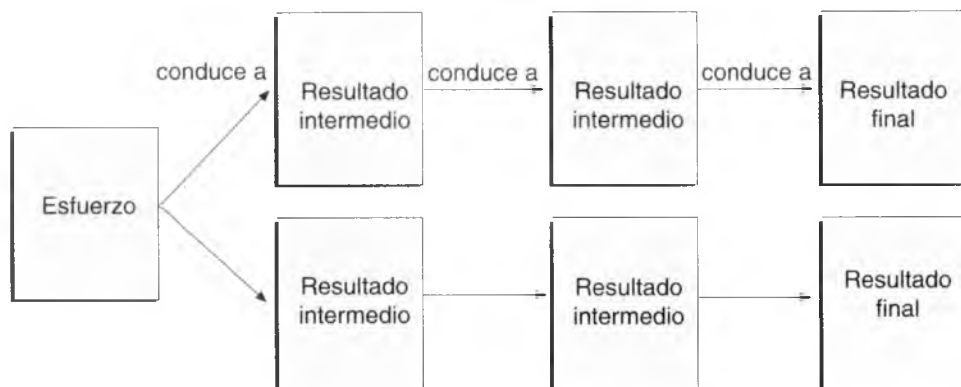 conduce a
conduce a
conduce a
Resultado
intermedio
Resultado
intermedio
Resultado
final
Esfuerzo
Resultado
intermedio
Resultado
intermedio
Resultado
final